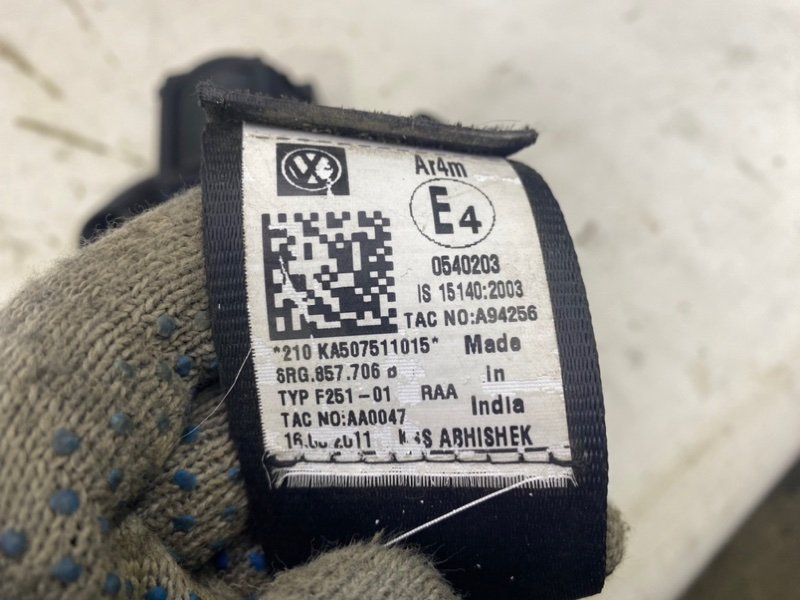 VW
Ar4m
E4
0540203
IS 15140:2003
TAC NO:A94256
*210 KA507511015* Made
6RG.857.706 B in
TYP F251-01 RAA India
TAC NO:AA0047
ABHISHEK